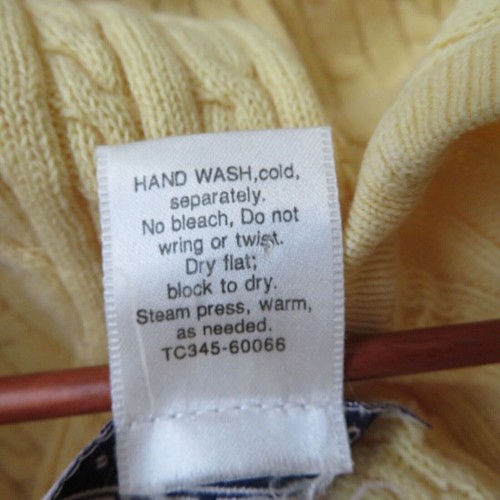 HAND WASH,cold,
separately.
No bleach, Do not
wring or twist.
Dry flat;
block to dry.
Steam press, warm,
as needed.
TC345-60066